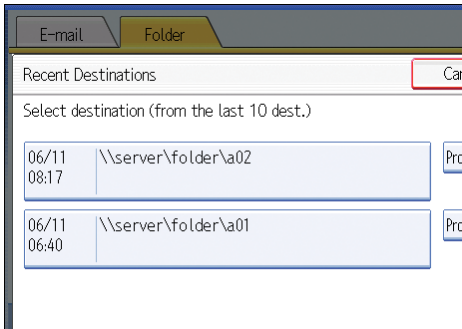 E-mail Folder
Recent Destinations
Select destination (from the last 10 dest.)
06/11 \\server\folder\a02
08:17
06/11 \\server\folder\a01
06:40